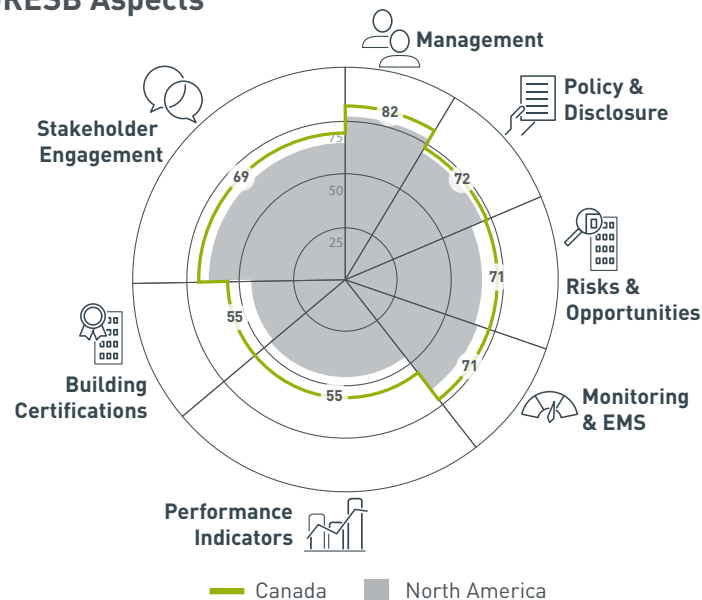 GRESB Aspects
Management
Policy &
Disclosure
Risks &
Opportunities
Monitoring
& EMS
Performance
Indicators
Building
Certifications
Stakeholder
Engagement
82
72
71
71
55
55
69
75
50
25
Canada
North America